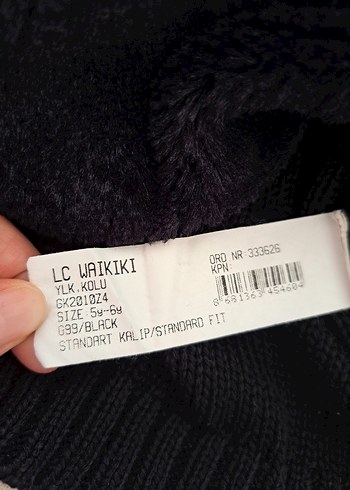 LC WAIKIKI
YLK.KOLU
GK2010Z4
SIZE:5y-6y
G99/BLACK
STANDART KALIP/STANDARD FIT
ORD NR:333626
KPN:
8 681363 454604